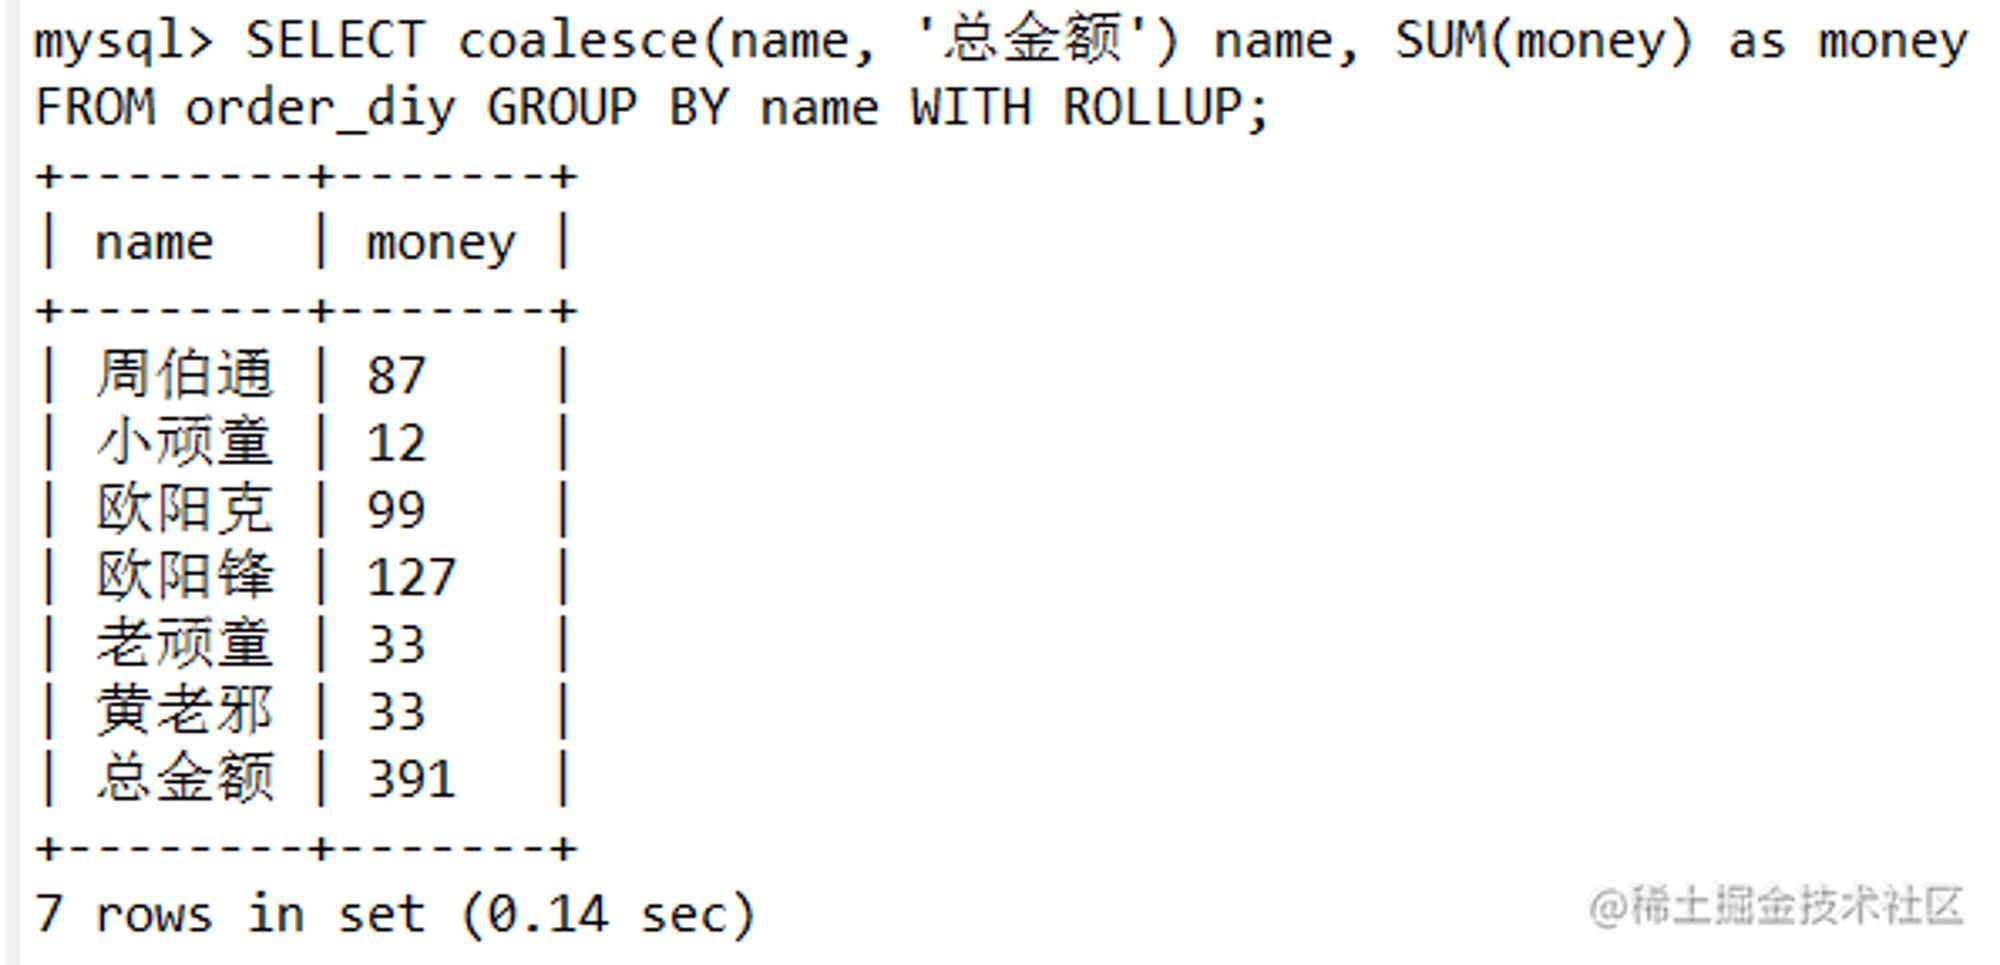 mysql> SELECT coalesce(name, '总金额') name, SUM(money) as money
FROM order_diy GROUP BY name WITH ROLLUP;
+--------+-------+
| name   | money |
+--------+-------+
| 周伯通 | 87    |
| 小顽童 | 12    |
| 欧阳克 | 99    |
| 欧阳锋 | 127   |
| 老顽童 | 33    |
| 黄老邪 | 33    |
| 总金额 | 391   |
+--------+-------+
7 rows in set (0.14 sec)
@稀土掘金技术社区